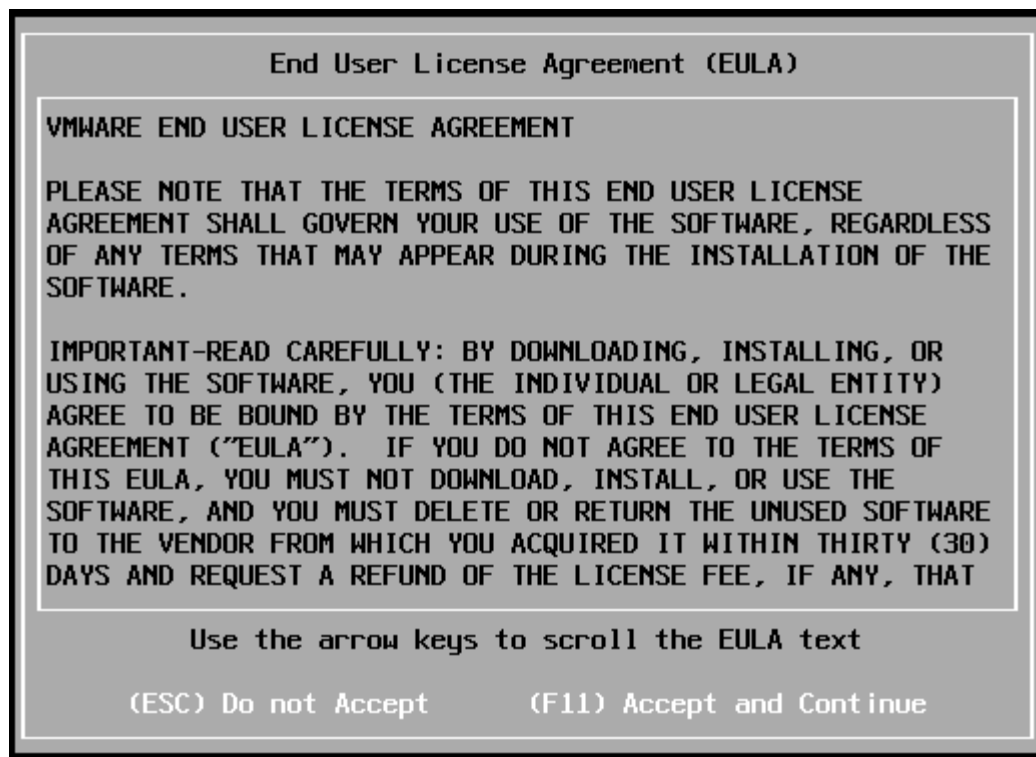 End User License Agreement (EULA)
VMWARE END USER LICENSE AGREEMENT
PLEASE NOTE THAT THE TERMS OF THIS END USER LICENSE
AGREEMENT SHALL GOVERN YOUR USE OF THE SOFTWARE, REGARDLESS
OF ANY TERMS THAT MAY APPEAR DURING THE INSTALLATION OF THE
SOFTWARE.
IMPORTANT-READ CAREFULLY: BY DOWNLOADING, INSTALLING, OR
USING THE SOFTWARE, YOU (THE INDIVIDUAL OR LEGAL ENTITY)
AGREE TO BE BOUND BY THE TERMS OF THIS END USER LICENSE
AGREEMENT ("EULA").  IF YOU DO NOT AGREE TO THE TERMS OF
THIS EULA, YOU MUST NOT DOWNLOAD, INSTALL, OR USE THE
SOFTWARE, AND YOU MUST DELETE OR RETURN THE UNUSED SOFTWARE
TO THE VENDOR FROM WHICH YOU ACQUIRED IT WITHIN THIRTY (30)
DAYS AND REQUEST A REFUND OF THE LICENSE FEE, IF ANY, THAT
Use the arrow keys to scroll the EULA text
(ESC) Do not Accept (F11) Accept and Continue